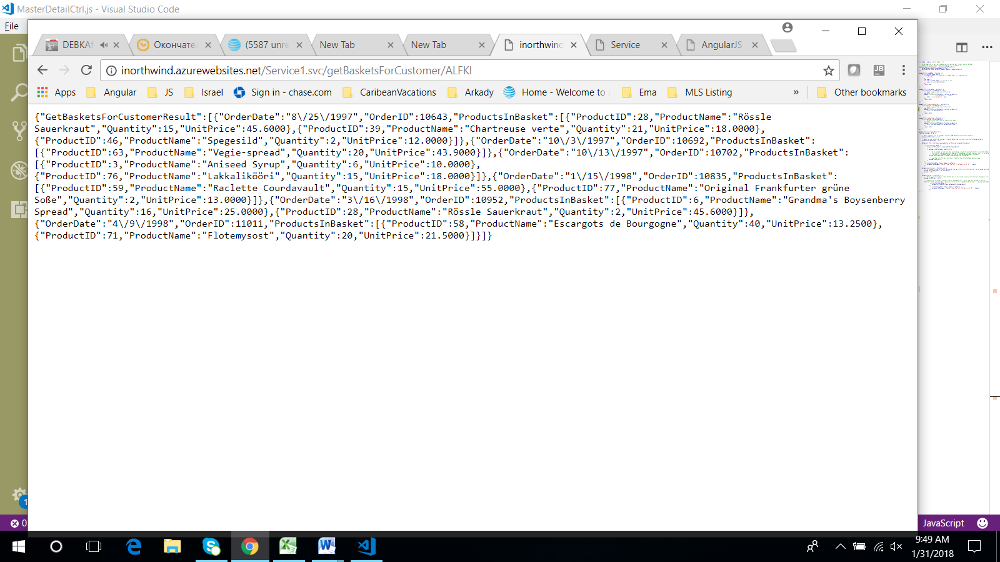 MasterDetailCtrl.js - Visual Studio Code
File
DEBKAf
Окончате
(5587 unre
New Tab
New Tab
inorthwind
Service
AngularJS
inorthwind.azurewebsites.net/Service1.svc/getBasketsForCustomer/ALFKI
JB
Apps
Angular
JS
Israel
Sign in - chase.com
CaribeanVacations
Arkady
Home - Welcome to
Ema
MLS Listing
»
Other bookmarks
{"GetBasketsForCustomerResult":[{"OrderDate":"8\/25\/1997","OrderID":10643,"ProductsInBasket":[{"ProductID":28,"ProductName":"Rössle
Sauerkraut","Quantity":15,"UnitPrice":45.6000},{"ProductID":39,"ProductName":"Chartreuse verte","Quantity":21,"UnitPrice":18.0000},
{"ProductID":46,"ProductName":"Spegesild","Quantity":2,"UnitPrice":12.0000}]},{"OrderDate":"10\/3\/1997","OrderID":10692,"ProductsInBasket":
[{"ProductID":63,"ProductName":"Vegie-spread","Quantity":20,"UnitPrice":43.9000}]},{"OrderDate":"10\/13\/1997","OrderID":10702,"ProductsInBasket":
[{"ProductID":3,"ProductName":"Aniseed Syrup","Quantity":6,"UnitPrice":10.0000},
{"ProductID":76,"ProductName":"Lakkalikööri","Quantity":15,"UnitPrice":18.0000}]},{"OrderDate":"1\/15\/1998","OrderID":10835,"ProductsInBasket":
[{"ProductID":59,"ProductName":"Raclette Courdavault","Quantity":15,"UnitPrice":55.0000},{"ProductID":77,"ProductName":"Original Frankfurter grüne
Soße","Quantity":2,"UnitPrice":13.0000}]},{"OrderDate":"3\/16\/1998","OrderID":10952,"ProductsInBasket":[{"ProductID":6,"ProductName":"Grandma's Boysenberry
Spread","Quantity":16,"UnitPrice":25.0000},{"ProductID":28,"ProductName":"Rössle Sauerkraut","Quantity":2,"UnitPrice":45.6000}]},
{"OrderDate":"4\/9\/1998","OrderID":11011,"ProductsInBasket":[{"ProductID":58,"ProductName":"Escargots de Bourgogne","Quantity":40,"UnitPrice":13.2500},
{"ProductID":71,"ProductName":"Flotemysost","Quantity":20,"UnitPrice":21.5000}]}]}
1
0
JavaScript
9:49 AM
1/31/2018